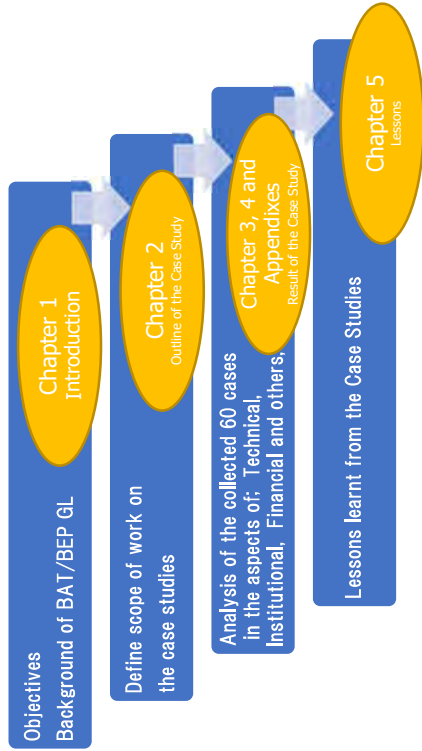 Objectives
Background of BAT/BEP GL
Chapter 1
Introduction
Define scope of work on
the case studies
Chapter 2
Outline of the Case Study
Analysis of the collected 60 cases
in the aspects of; Technical,
Institutional, Financial and others,
Chapter 3, 4 and
Appendixes
Result of the Case Study
Lessons learnt from the Case Studies
Chapter 5
Lessons